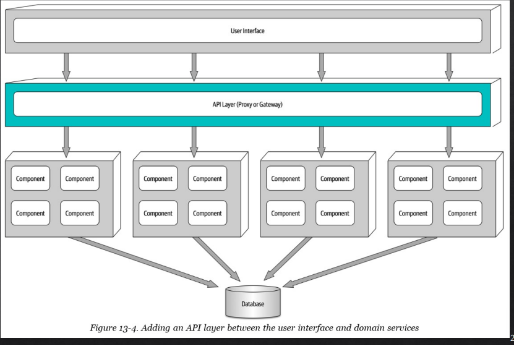 User Interface
API Layer (Proxy or Gateway)
Component Component Component Component Component Component Component Component
Component Component Component Component Component Component Component Component
Database
Figure 13-4. Adding an API layer between the user interface and domain services